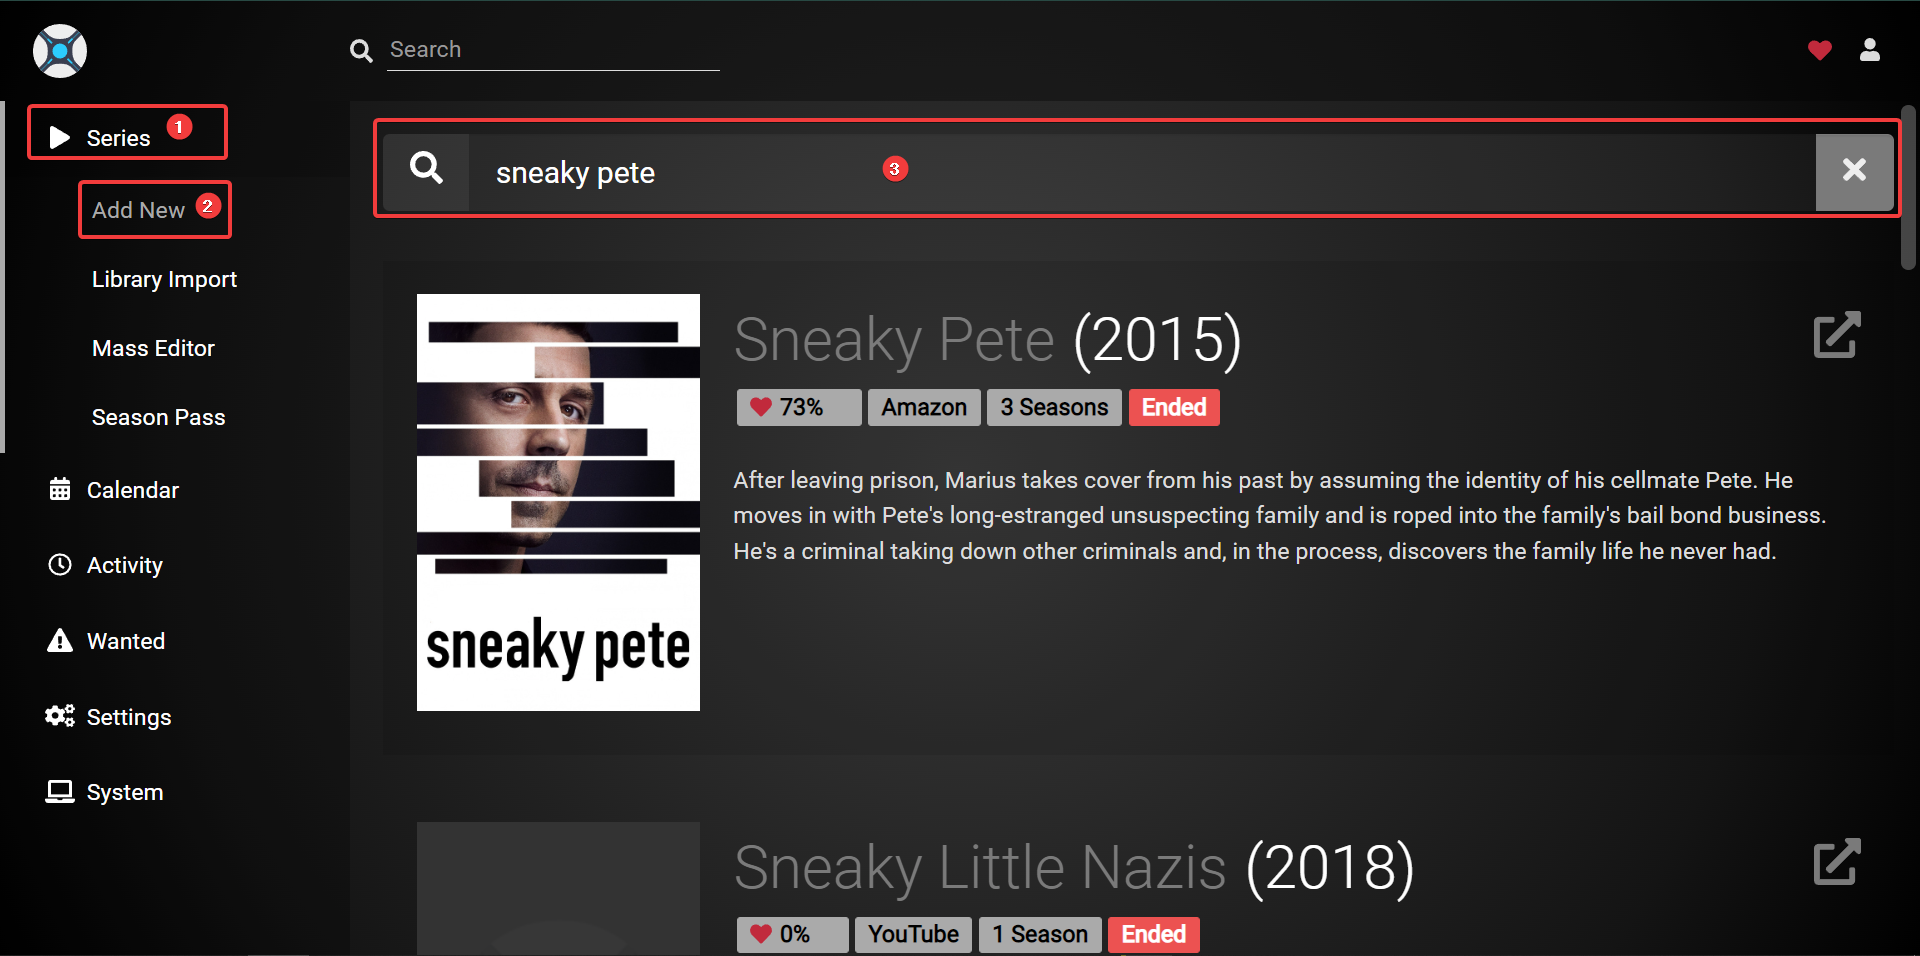 Search
Series 1
Add New 2
Library Import
Mass Editor
Season Pass
Calendar
Activity
Wanted
Settings
System
sneaky pete 3
sneaky pete
Sneaky Pete (2015)
73% Amazon 3 Seasons Ended
After leaving prison, Marius takes cover from his past by assuming the identity of his cellmate Pete. He
moves in with Pete's long-estranged unsuspecting family and is roped into the family's bail bond business.
He's a criminal taking down other criminals and, in the process, discovers the family life he never had.
Sneaky Little Nazis (2018)
0% YouTube 1 Season Ended